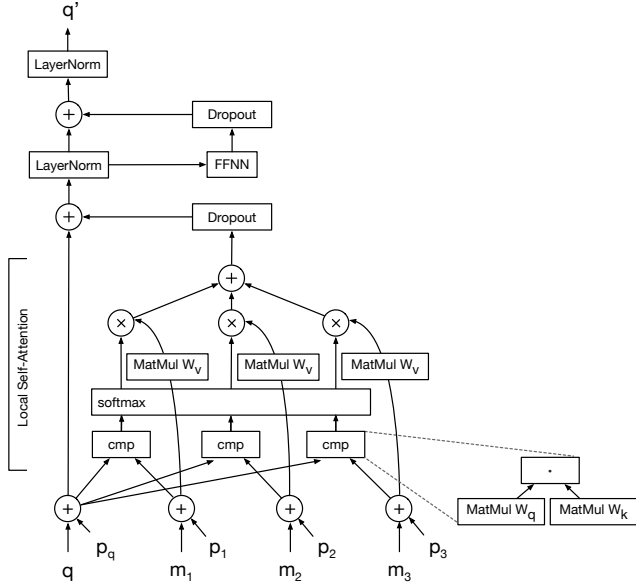 q'
LayerNorm
Dropout
+
LayerNorm
FFNN
+
Dropout
+
Local Self-Attention
×
×
×
MatMul Wv
MatMul Wv
MatMul Wv
softmax
cmp
cmp
cmp
·
MatMul Wq
MatMul Wk
+
+
+
+
pq
p1
p2
p3
q
m1
m2
m3